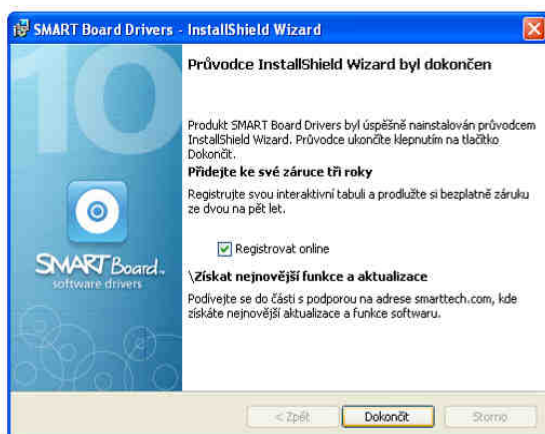 SMART Board Drivers - InstallShield Wizard
Průvodce InstallShield Wizard byl dokončen
Produkt SMART Board Drivers byl úspěšně nainstalován průvodcem
InstallShield Wizard. Průvodce ukončíte klepnutím na tlačítko
Dokončit.
Přidejte ke své záruce tři roky
Registrujte svou interaktivní tabuli a prodlužte si bezplatně záruku
ze dvou na pět let.
Registrovat online
\Získat nejnovější funkce a aktualizace
Podívejte se do části s podporou na adrese smarttech.com, kde
získáte nejnovější aktualizace a funkce softwaru.
10
SMART Board™
software drivers
< Zpět
Dokončit
Storno